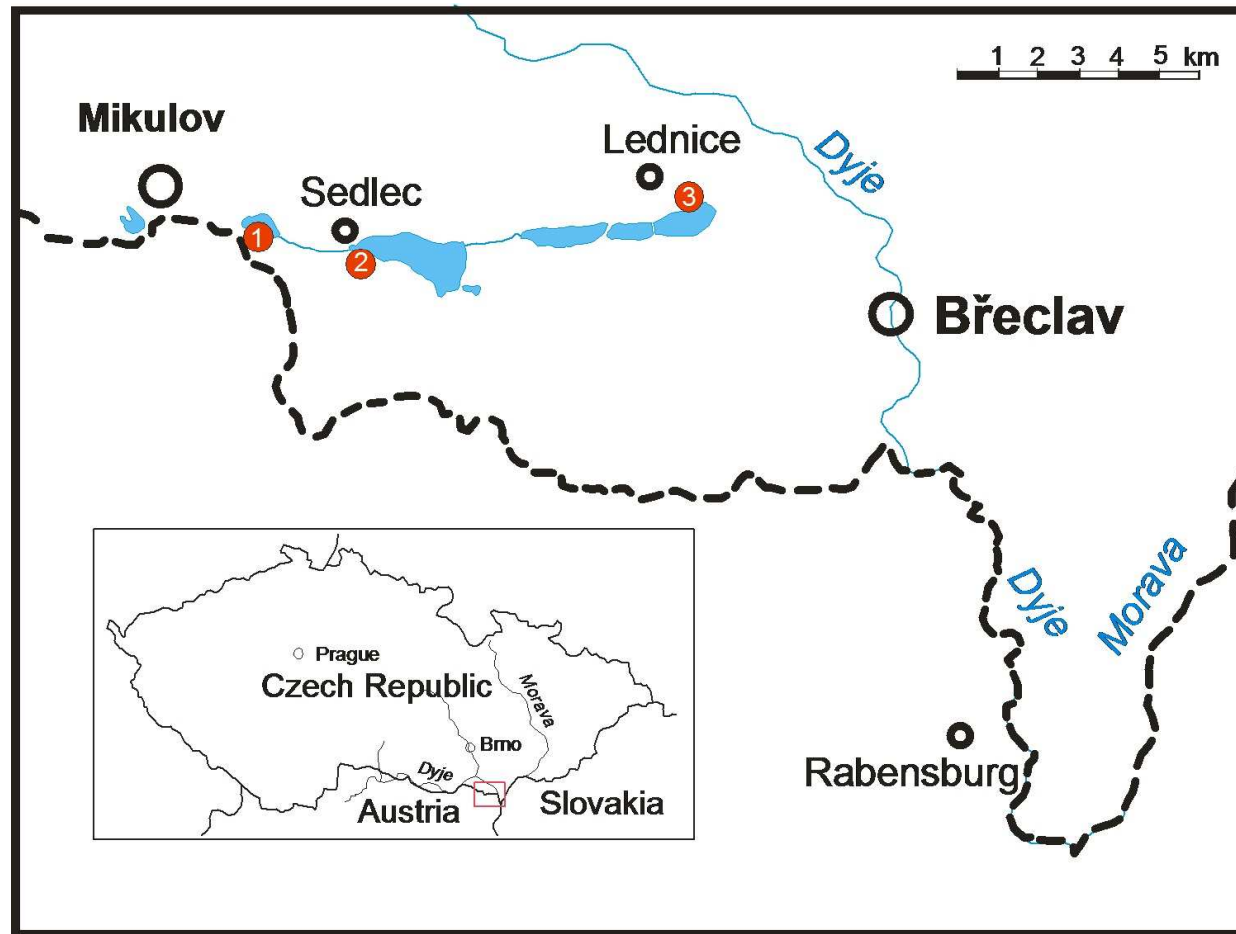 1 2 3 4 5 km
Mikulov
Lednice
Dyje
Sedlec
3
1
2
Břeclav
Dyje
Morava
Prague
Czech Republic
Morava
Brno
Dyje
Austria
Slovakia
Rabensburg